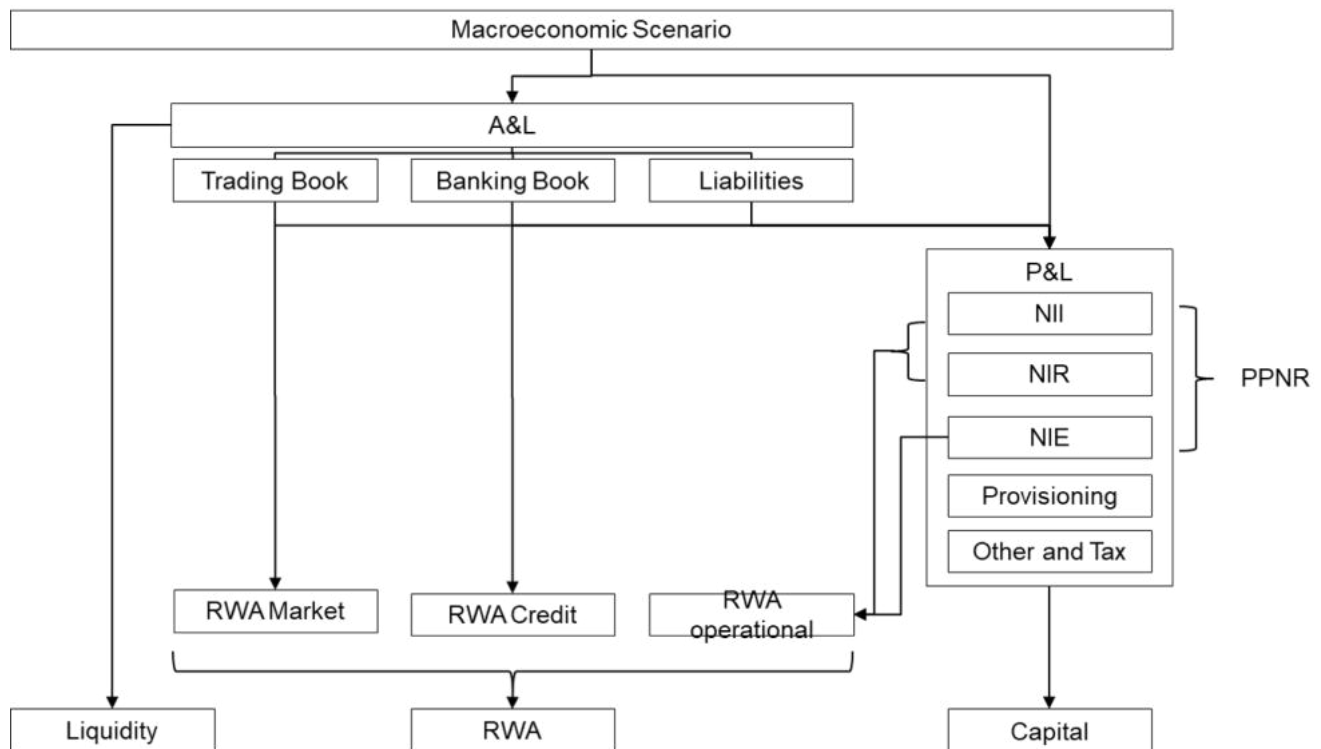 Macroeconomic Scenario
A&L
Trading Book
Banking Book
Liabilities
P&L
NII
NIR
PPNR
NIE
Provisioning
Other and Tax
RWA Market
RWA Credit
RWA
operational
Liquidity
RWA
Capital